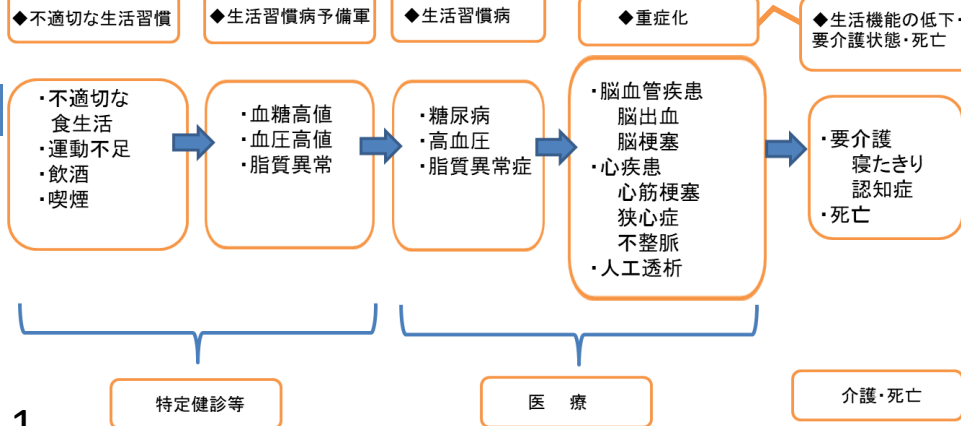 ◆不適切な生活習慣
◆生活習慣病予備軍
◆生活習慣病
◆重症化
◆生活機能の低下・
要介護状態・死亡
・不適切な
食生活
・運動不足
・飲酒
・喫煙
・血糖高値
・血圧高値
・脂質異常
・糖尿病
・高血圧
・脂質異常症
・脳血管疾患
脳出血
脳梗塞
・心疾患
心筋梗塞
狭心症
不整脈
・人工透析
・要介護
寝たきり
認知症
・死亡
特定健診等
医 療
介護・死亡
1